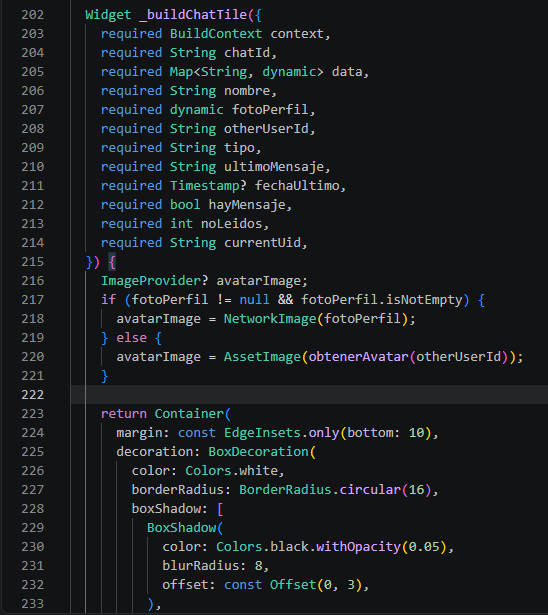 202 Widget _buildChatTile({
203 required BuildContext context,
204 required String chatId,
205 required Map<String, dynamic> data,
206 required String nombre,
207 required dynamic fotoPerfil,
208 required String otherUserId,
209 required String tipo,
210 required String ultimoMensaje,
211 required Timestamp? fechaUltimo,
212 required bool hayMensaje,
213 required int noLeidos,
214 required String currentUid,
215 }) {
216 ImageProvider? avatarImage;
217 if (fotoPerfil != null && fotoPerfil.isNotEmpty) {
218 avatarImage = NetworkImage(fotoPerfil);
219 } else {
220 avatarImage = AssetImage(obtenerAvatar(otherUserId));
221 }
222
223 return Container(
224 margin: const EdgeInsets.only(bottom: 10),
225 decoration: BoxDecoration(
226 color: Colors.white,
227 borderRadius: BorderRadius.circular(16),
228 boxShadow: [
229 BoxShadow(
230 color: Colors.black.withOpacity(0.05),
231 blurRadius: 8,
232 offset: const Offset(0, 3),
233 ),